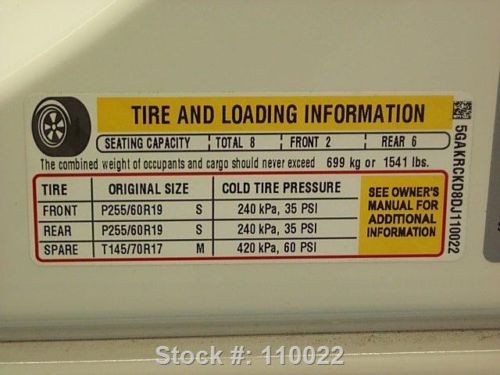 TIRE AND LOADING INFORMATION
SEATING CAPACITY TOTAL 8 FRONT 2 REAR 6
The combined weight of occupants and cargo should never exceed 699 kg or 1541 lbs.
TIRE ORIGINAL SIZE COLD TIRE PRESSURE
FRONT P255/60R19 S 240 kPa, 35 PSI
REAR P255/60R19 S 240 kPa, 35 PSI
SPARE T145/70R17 M 420 kPa, 60 PSI
SEE OWNER'S
MANUAL FOR
ADDITIONAL
INFORMATION
5GAKRCKD8DJ110022
Stock #: 110022